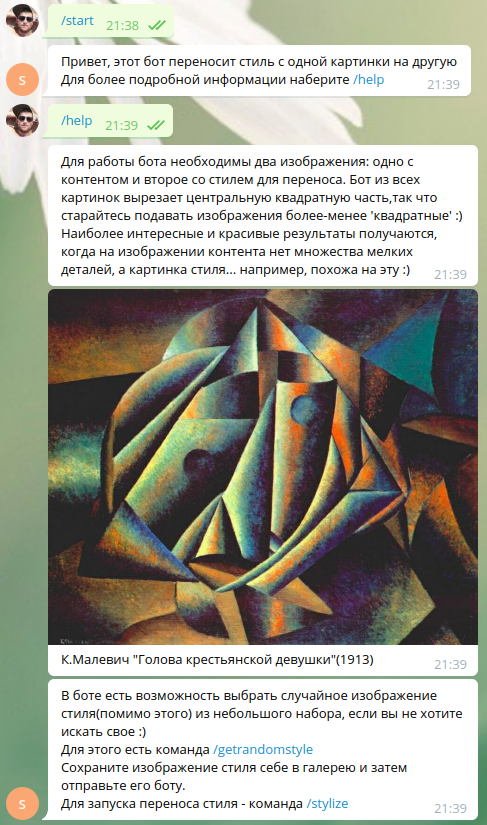 /start 21:38
Привет, этот бот переносит стиль с одной картинки на другую
Для более подробной информации наберите /help 21:39
S
/help 21:39
Для работы бота необходимы два изображения: одно с
контентом и второе со стилем для переноса. Бот из всех
картинок вырезает центральную квадратную часть,так что
старайтесь подавать изображения более-менее 'квадратные' :)
Наиболее интересные и красивые результаты получаются,
когда на изображении контента нет множества мелких
деталей, а картинка стиля... например, похожа на эту :) 21:39
К.Малевич "Голова крестьянской девушки"(1913) 21:39
В боте есть возможность выбрать случайное изображение
стиля(помимо этого) из небольшого набора, если вы не хотите
искать свое :)
Для этого есть команда /getrandomstyle
Сохраните изображение стиля себе в галерею и затем
отправьте его боту.
Для запуска переноса стиля - команда /stylize 21:39
S